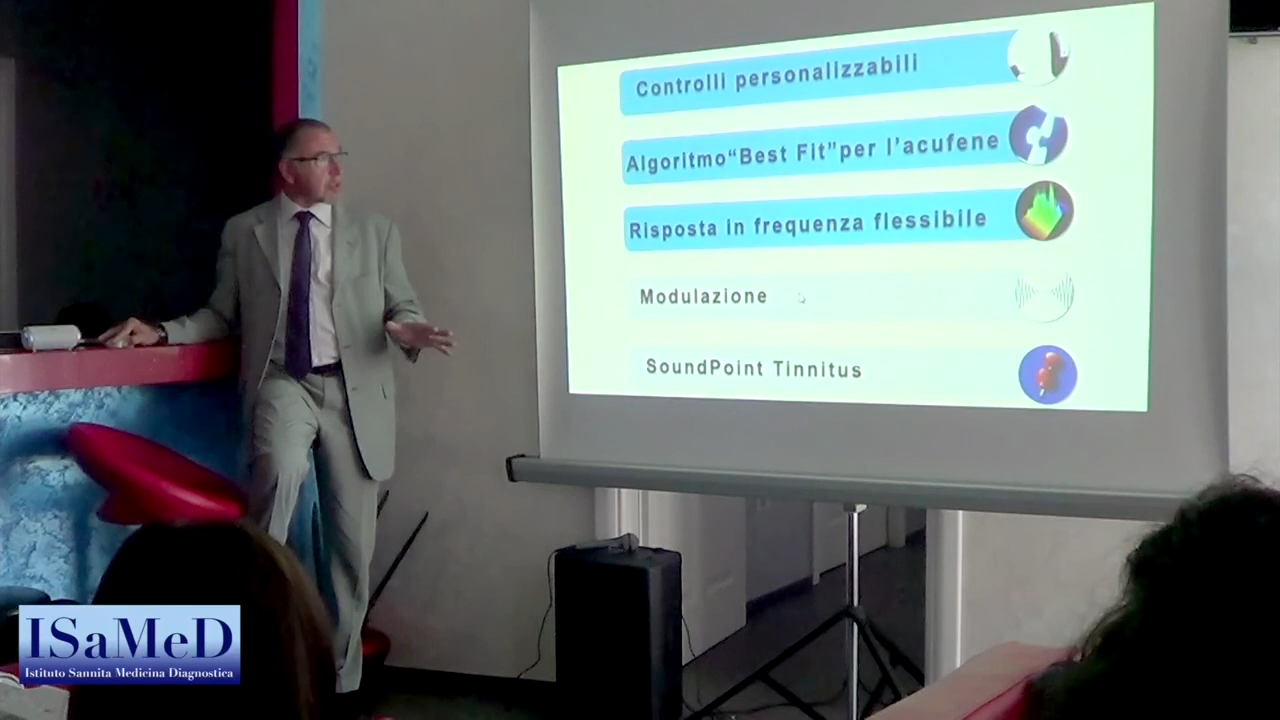 Controlli personalizzabili
Algoritmo“Best Fit”per l’acufene
Risposta in frequenza flessibile
Modulazione
SoundPoint Tinnitus
ISaMeD
Istituto Sannita Medicina Diagnostica